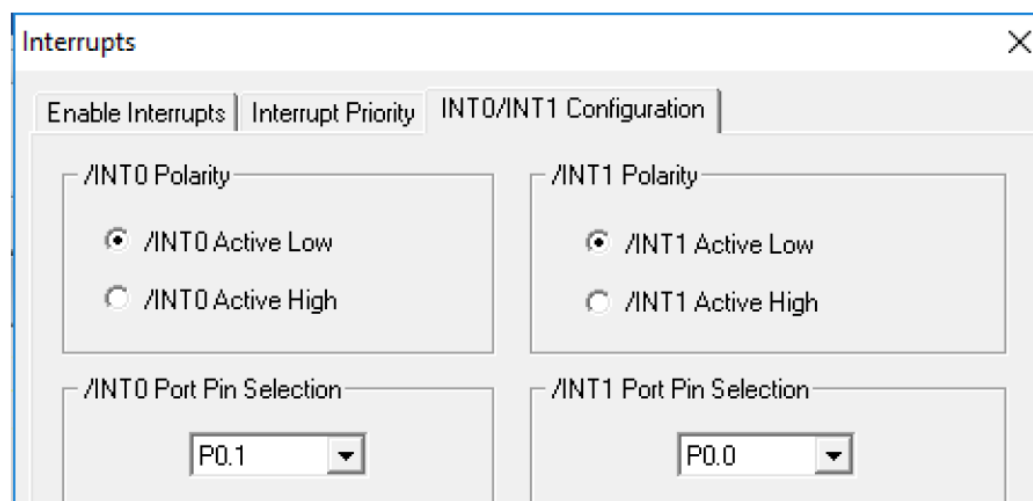 Interrupts
Enable Interrupts Interrupt Priority INT0/INT1 Configuration
/INT0 Polarity
/INT0 Active Low
/INT0 Active High
/INT1 Polarity
/INT1 Active Low
/INT1 Active High
/INT0 Port Pin Selection
P0.1
/INT1 Port Pin Selection
P0.0